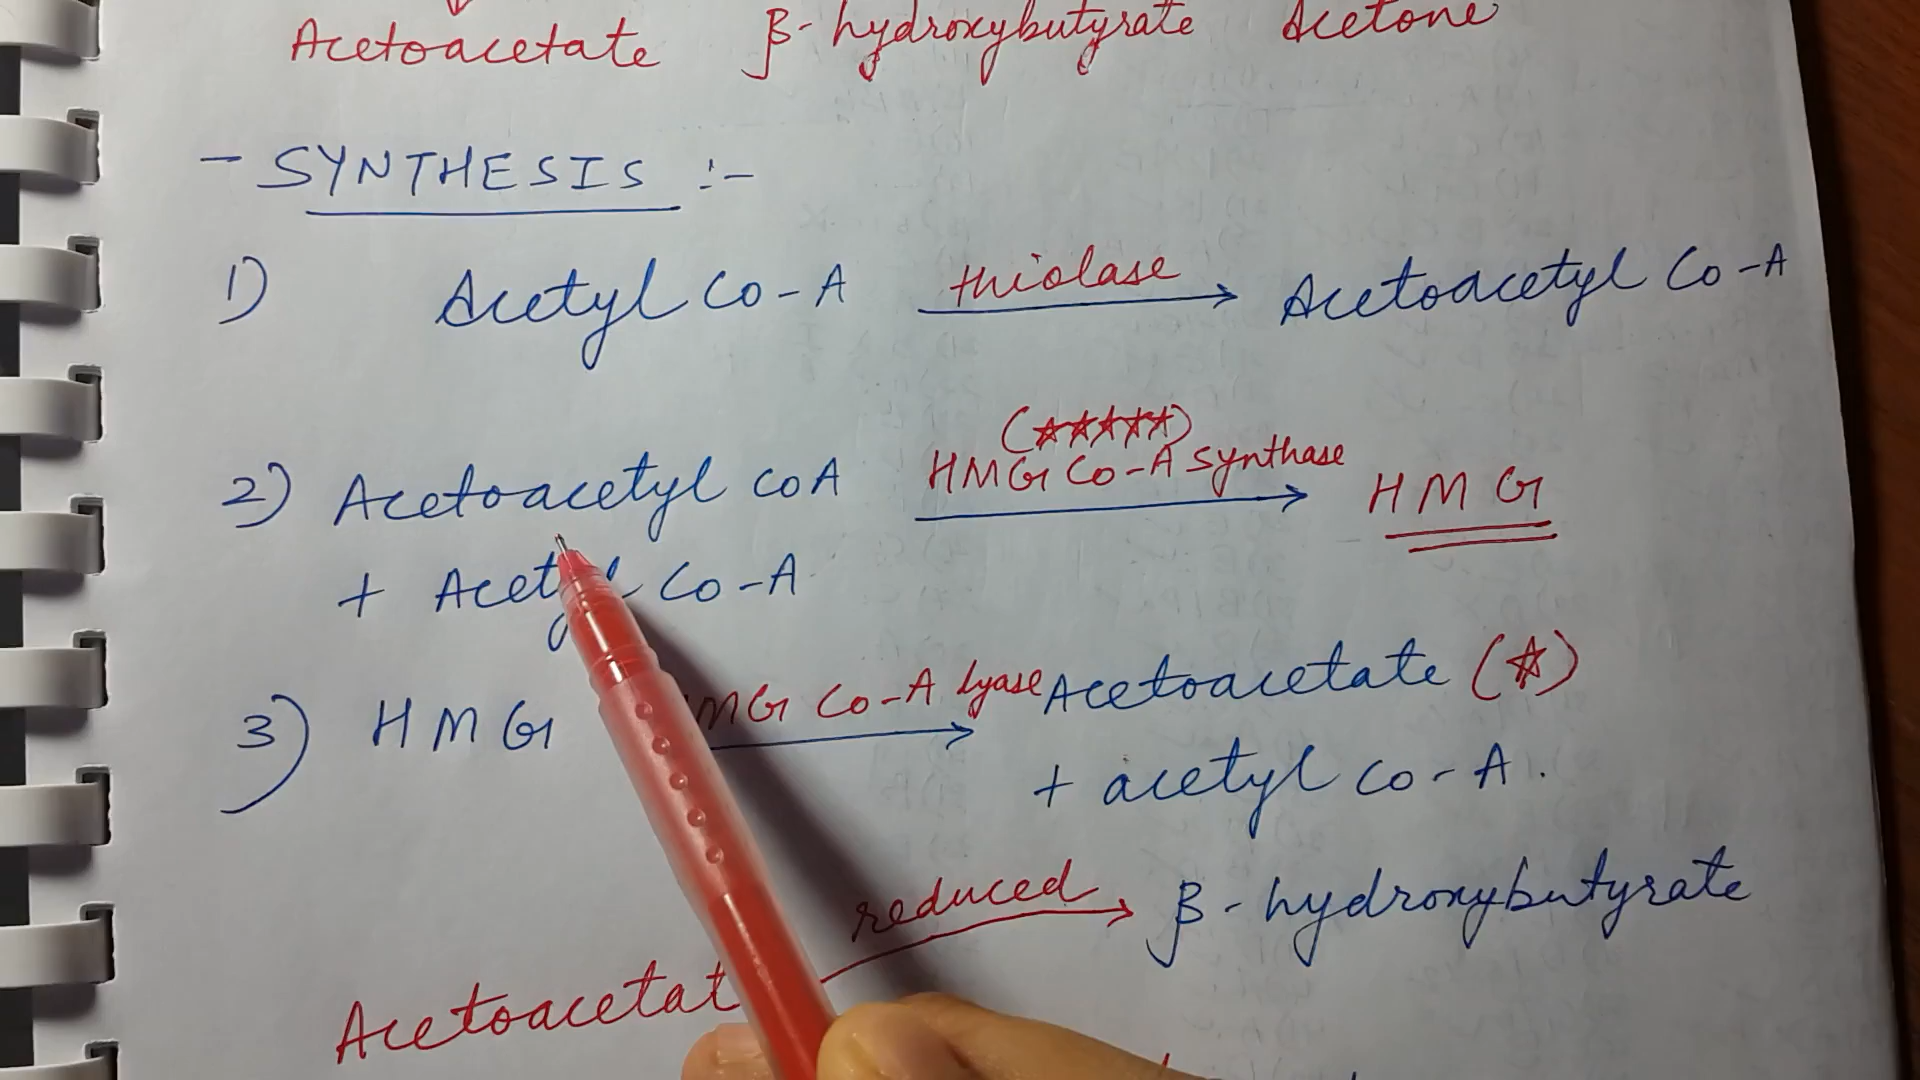 Acetoacetate β-hydroxybutyrate Acetone
- SYNTHESIS :-
1) Acetyl Co-A thiolase Acetoacetyl Co-A
(*****)
2) Acetoacetyl CoA HMG Co-A synthase HMG
+ Acetyl Co-A
3) HMG MG Co-A lyase Acetoacetate (*)
+ acetyl Co-A.
reduced β-hydroxybutyrate
Acetoacetat